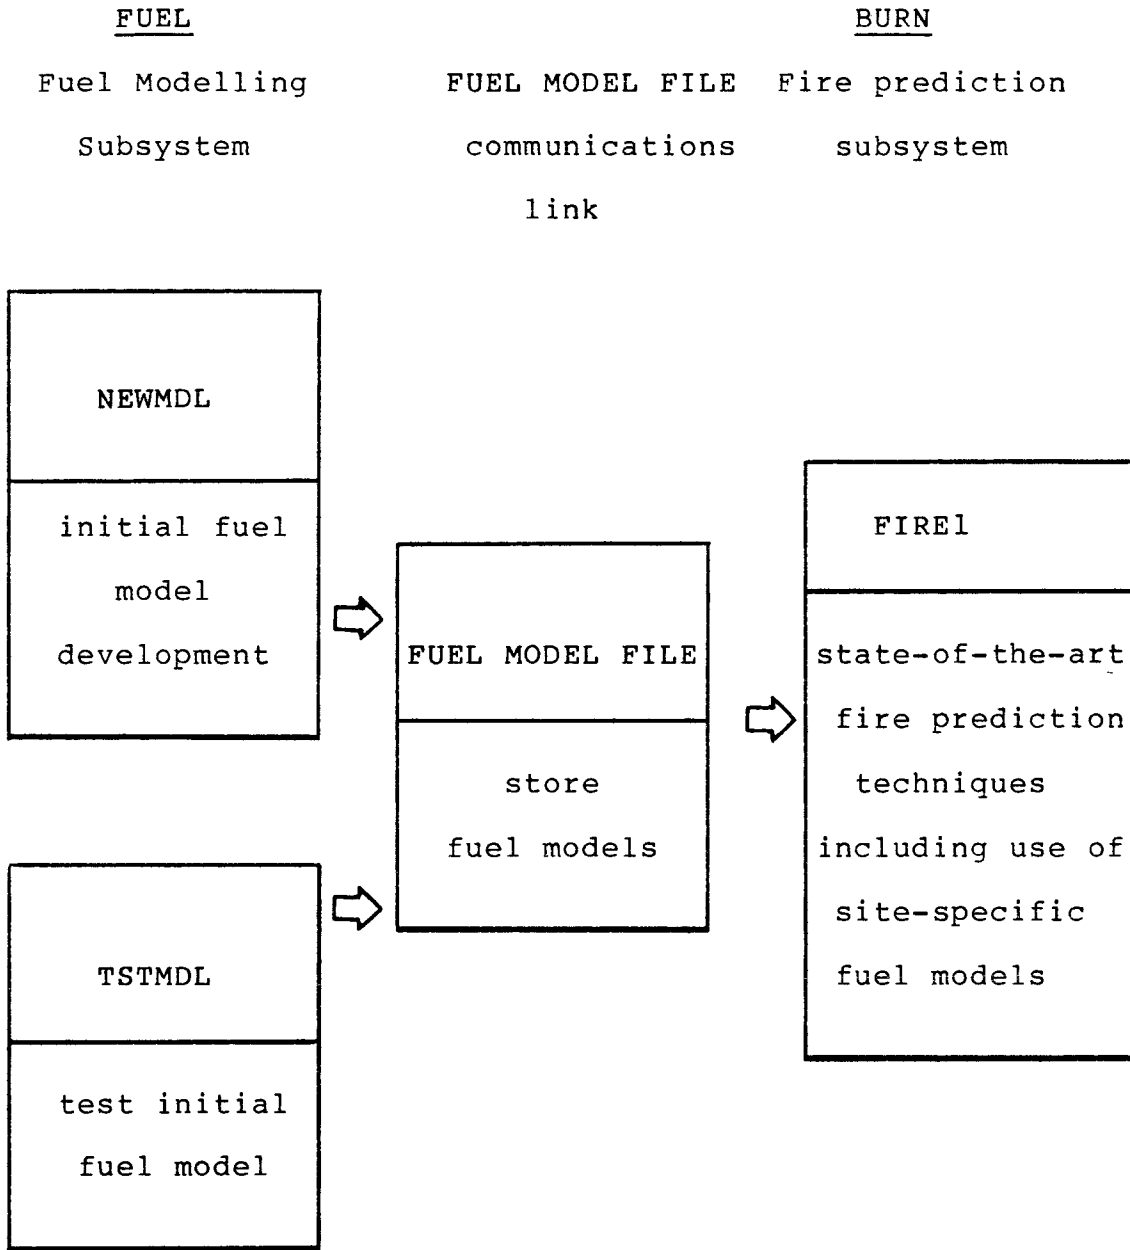 FUEL
Fuel Modelling
Subsystem
FUEL MODEL FILE
communications
link
BURN
Fire prediction
subsystem
NEWMDL
initial fuel
model
development
TSTMDL
test initial
fuel model
FUEL MODEL FILE
store
fuel models
FIRE1
state-of-the-art
fire prediction
techniques
including use of
site-specific
fuel models